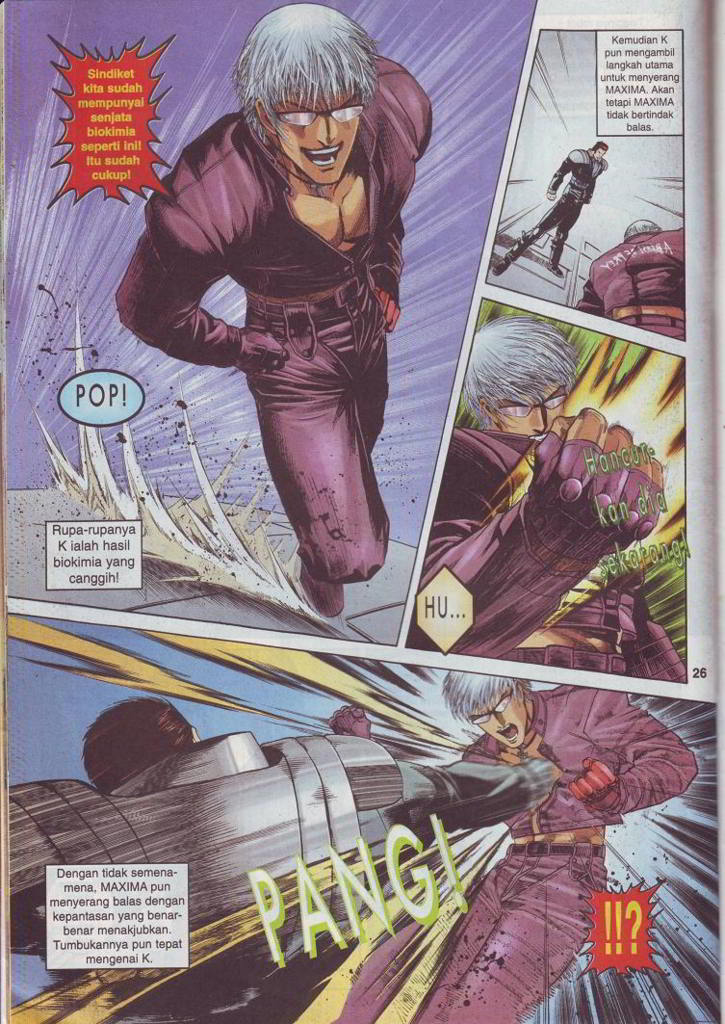 Sindiket
kita sudah
mempunyai
senjata
biokimia
seperti ini!
Itu sudah
cukup!
POP!
Rupa-rupanya
K ialah hasil
biokimia yang
canggih!
Kemudian K
pun mengambil
langkah utama
untuk menyerang
MAXIMA. Akan
tetapi MAXIMA
tidak bertindak
balas.
Hancur-
kan dia
sekarang!
HU...
26
PANG!
Dengan tidak semena-
mena, MAXIMA pun
menyerang balas dengan
kepantasan yang benar-
benar menakjubkan.
Tumbukannya pun tepat
mengenai K.
!!?